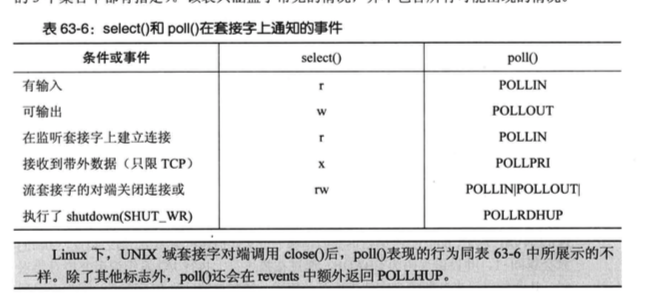 表 63-6：select()和 poll()在套接字上通知的事件
条件或事件 select() poll()
有输入 r POLLIN
可输出 w POLLOUT
在监听套接字上建立连接 r POLLIN
接收到带外数据（只限 TCP） x POLLPRI
流套接字的对端关闭连接或 rw POLLIN|POLLOUT|
执行了 shutdown(SHUT_WR) POLLRDHUP
Linux 下，UNIX 域套接字对端调用 close()后，poll()表现的行为同表 63-6 中所展示的不
一样。除了其他标志外，poll()还会在 revents 中额外返回 POLLHUP。